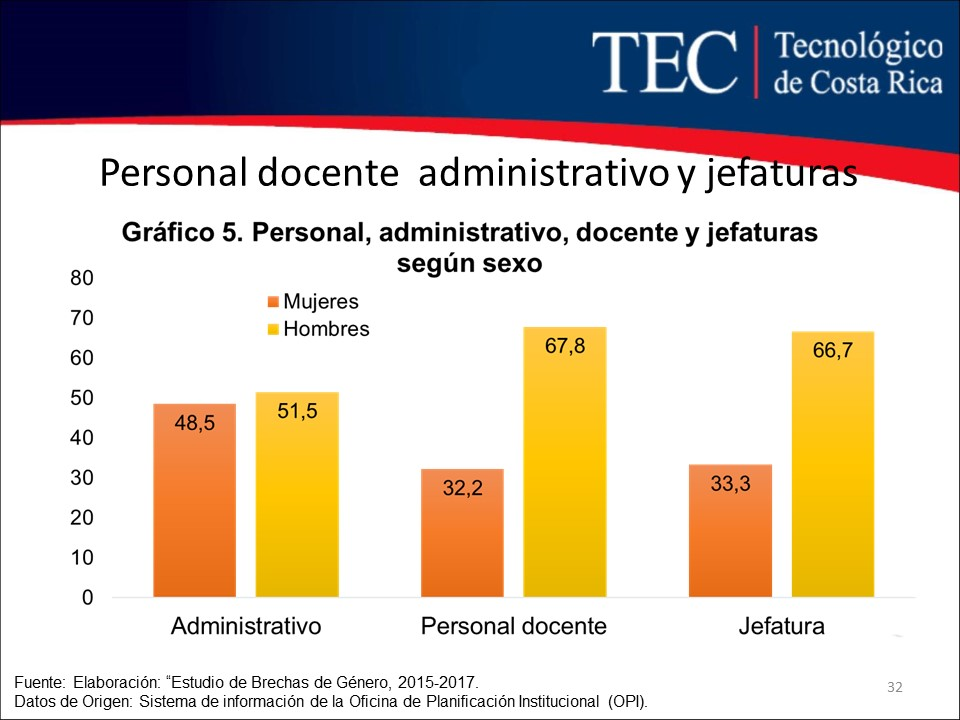 TEC | Tecnológico
de Costa Rica
Personal docente administrativo y jefaturas
Gráfico 5. Personal, administrativo, docente y jefaturas
según sexo
80
70
60
50
40
30
20
10
0
Mujeres
Hombres
48,5
51,5
32,2
67,8
33,3
66,7
Administrativo
Personal docente
Jefatura
Fuente: Elaboración: “Estudio de Brechas de Género, 2015-2017.
Datos de Origen: Sistema de información de la Oficina de Planificación Institucional (OPI).
32